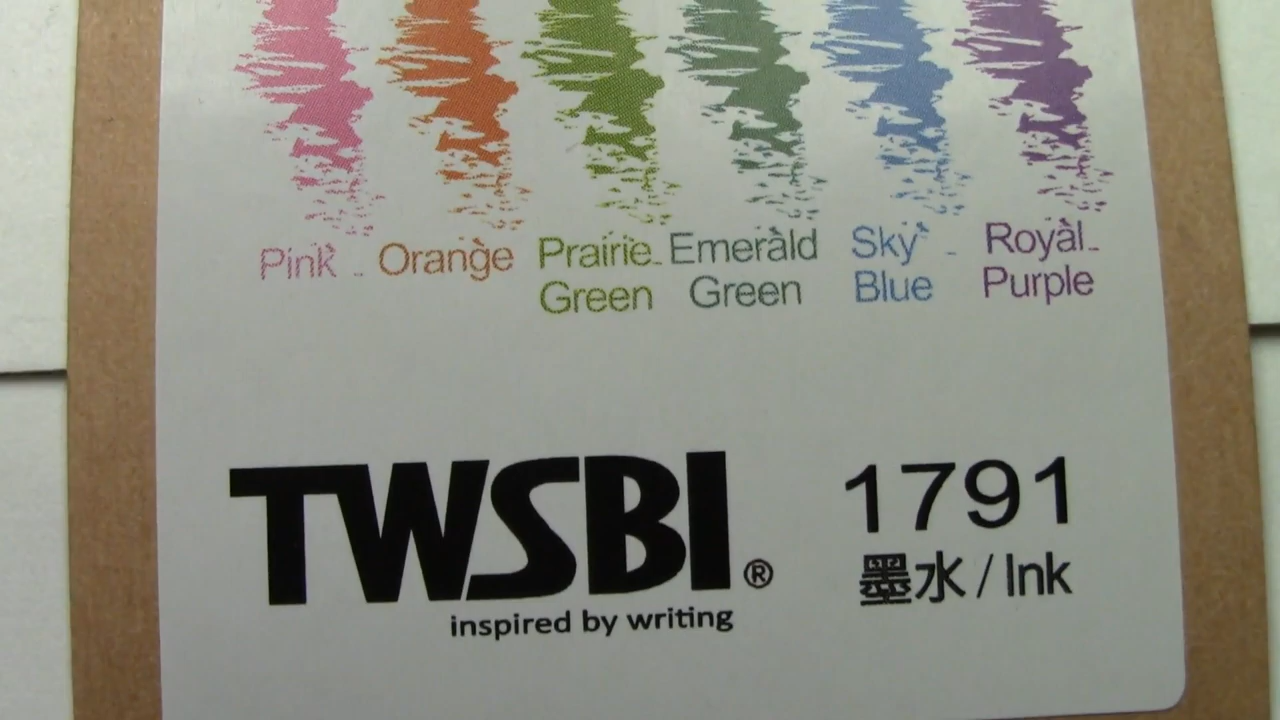 Pink Orange Prairie Green Emerald Green Sky Blue Royal Purple
TWSBI®
inspired by writing
1791
墨水 / Ink